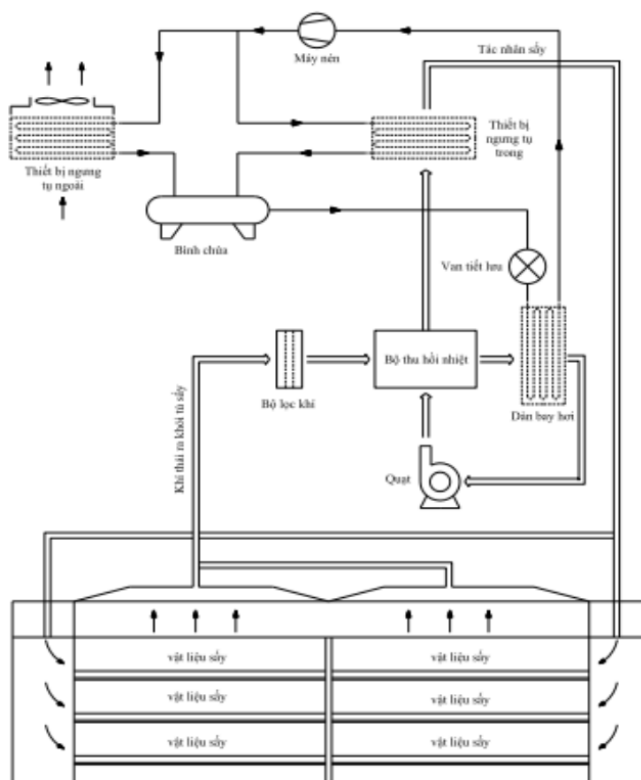 Máy nén
Tác nhân sấy
Thiết bị ngưng
tụ ngoài
Thiết bị
ngưng tụ
trong
Bình chứa
Van tiết lưu
Bộ thu hồi nhiệt
Bộ lọc khí
Dàn bay hơi
Khí thải ra khỏi tủ sấy
Quạt
vật liệu sấy
vật liệu sấy
vật liệu sấy
vật liệu sấy
vật liệu sấy
vật liệu sấy